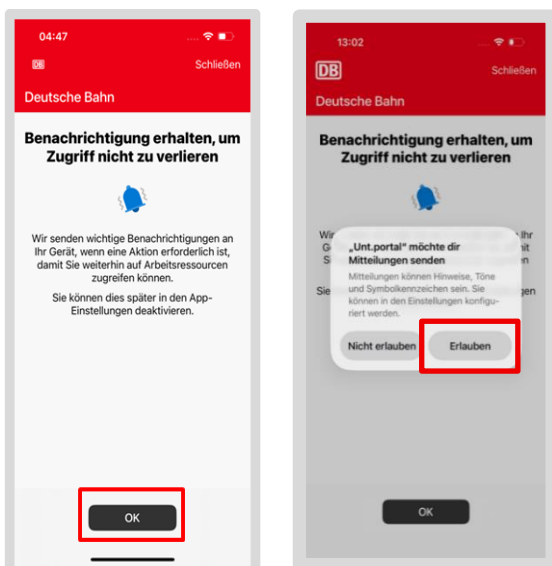 04:47
DB
Schließen
Deutsche Bahn
Benachrichtigung erhalten, um
Zugriff nicht zu verlieren
Wir senden wichtige Benachrichtigungen an
Ihr Gerät, wenn eine Aktion erforderlich ist,
damit Sie weiterhin auf Arbeitsressourcen
zugreifen können.
Sie können dies später in den App-
Einstellungen deaktivieren.
OK
13:02
DB
Schließen
Deutsche Bahn
Benachrichtigung erhalten, um
Zugriff nicht zu verlieren
„Unt.portal“ möchte dir
Mitteilungen senden
Mitteilungen können Hinweise, Töne
und Symbolkennzeichen sein. Sie
können in den Einstellungen konfigu-
riert werden.
Nicht erlauben
Erlauben
OK